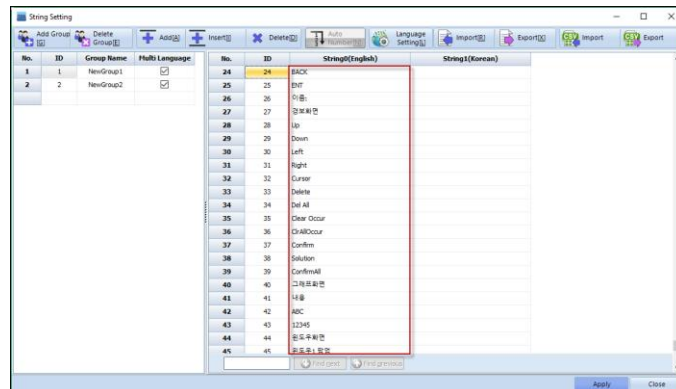 String Setting
Add Group [G]
Delete Group[E]
Add[A]
Insert[I]
Delete[D]
Auto Number[N]
Language Setting[L]
Import[R]
Export[X]
Import
Export
No. ID Group Name Multi Language
1 1 NewGroup1
2 2 NewGroup2
No. ID String0(English) String1(Korean)
24 24 BACK
25 25 ENT
26 26 이름:
27 27 경보화면
28 28 Up
29 29 Down
30 30 Left
31 31 Right
32 32 Cursor
33 33 Delete
34 34 Del All
35 35 Clear Occur
36 36 ClrAllOccur
37 37 Confirm
38 38 Solution
39 39 ConfirmAll
40 40 그래프화면
41 41 내용
42 42 ABC
43 43 12345
44 44 윈도우화면
45 45 윈도우1
Find next Find previous
Apply Close